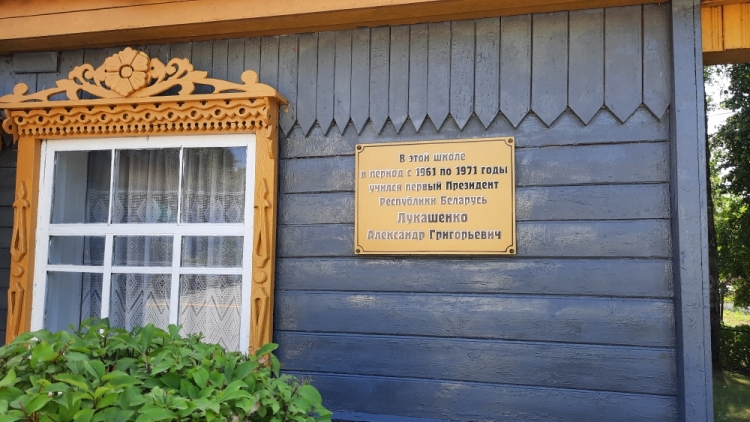 В этой школе
в период с 1961 по 1971 годы
учился первый Президент
Республики Беларусь
Лукашенко
Александр Григорьевич